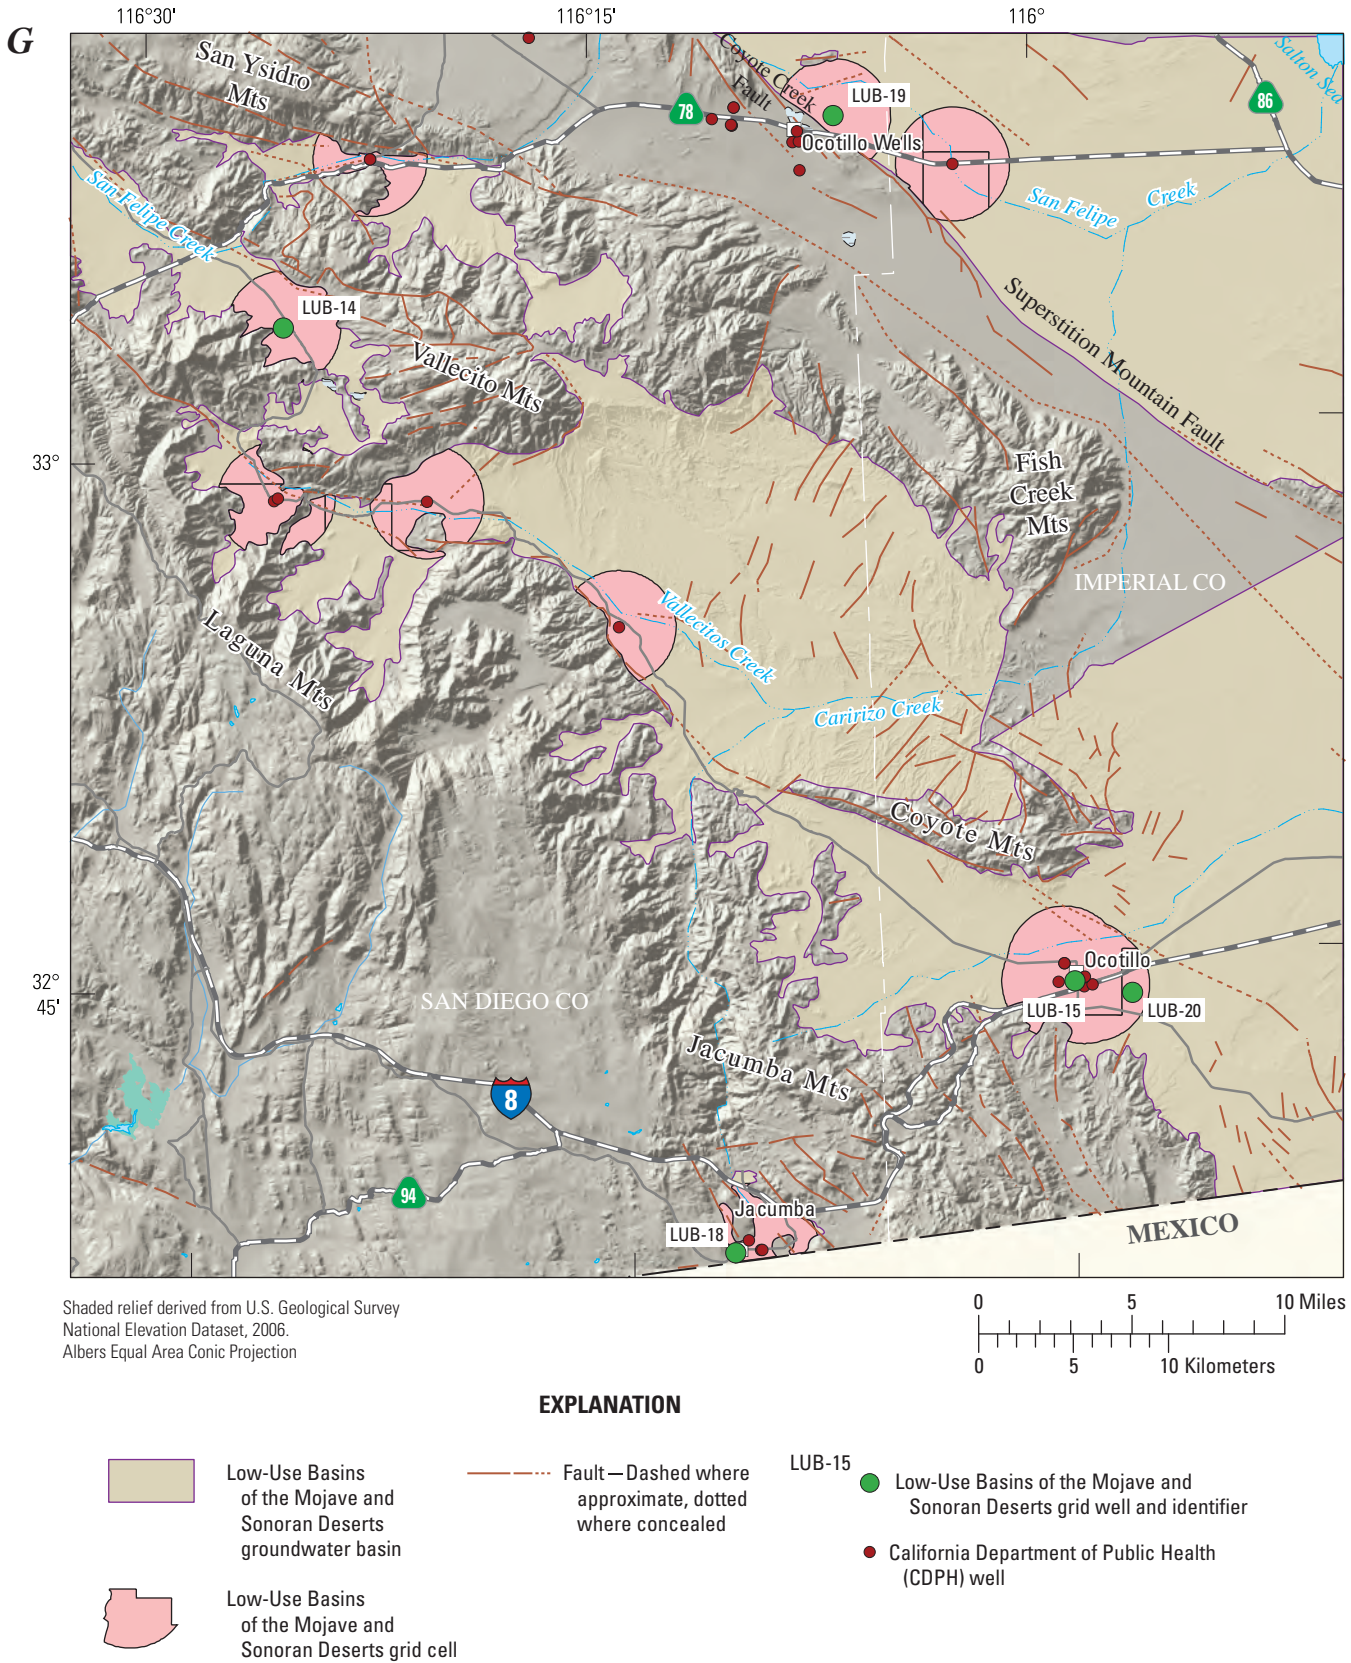 G
116°30'
116°15'
116°
San Ysidro
Mts
Coyote Creek
Fault
LUB-19
Salton Sea
78
86
Ocotillo Wells
San Felipe Creek
San Felipe
Creek
LUB-14
Superstition Mountain Fault
Vallecito Mts
33°
Fish
Creek
Mts
IMPERIAL CO
Laguna Mts
Vallecitos Creek
Caririzo Creek
Coyote Mts
Ocotillo
32°
45'
SAN DIEGO CO
LUB-15
LUB-20
Jacumba Mts
8
94
Jacumba
LUB-18
MEXICO
Shaded relief derived from U.S. Geological Survey
National Elevation Dataset, 2006.
Albers Equal Area Conic Projection
0 5 10 Miles
0 5 10 Kilometers
EXPLANATION
Low-Use Basins
of the Mojave and
Sonoran Deserts
groundwater basin
Low-Use Basins
of the Mojave and
Sonoran Deserts grid cell
Fault—Dashed where
approximate, dotted
where concealed
LUB-15
Low-Use Basins of the Mojave and
Sonoran Deserts grid well and identifier
California Department of Public Health
(CDPH) well